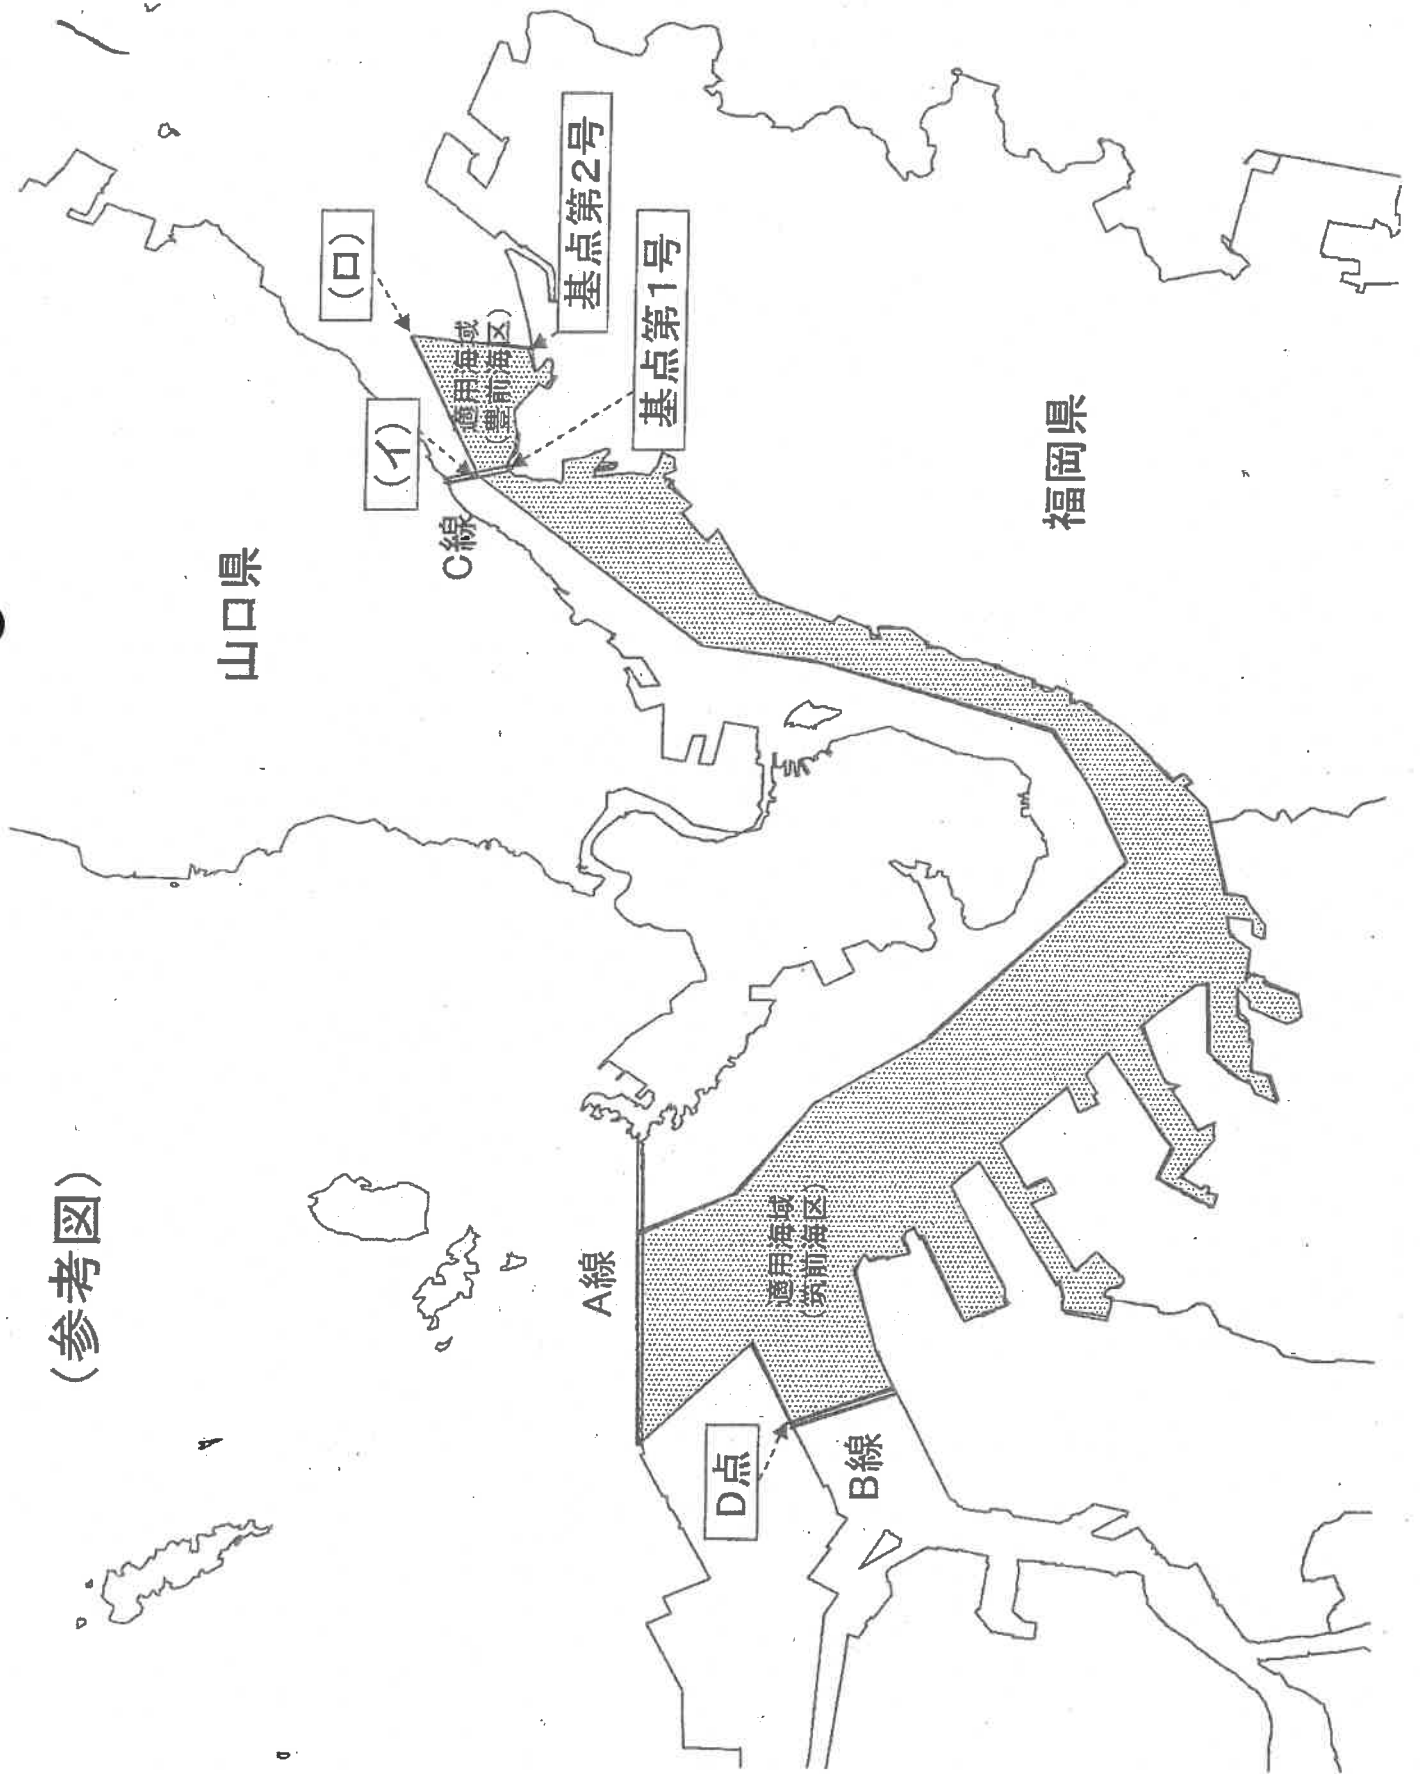 (参考図)
山口県
(ロ)
(イ)
C線
適用海域
(豊前海区)
基点第2号
基点第1号
A線
適用海域
(筑前海区)
D点
B線
福岡県